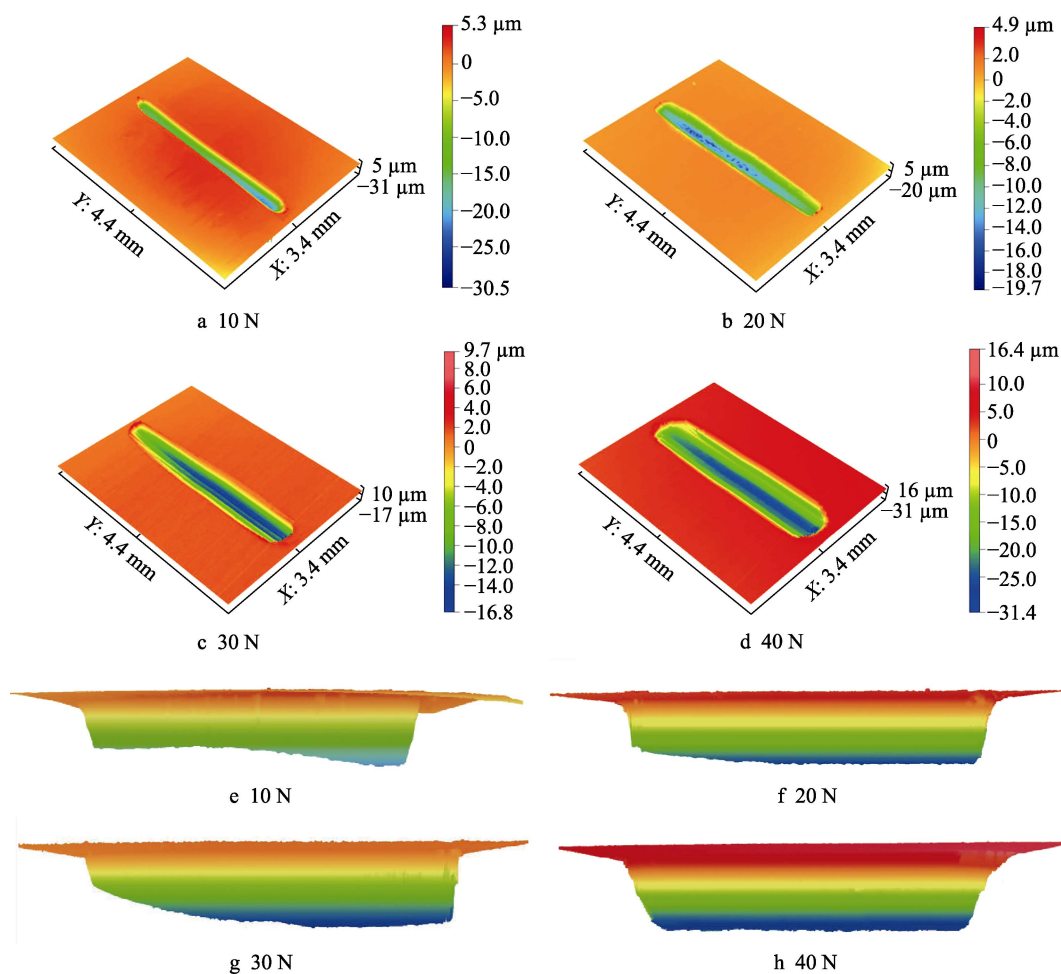 5.3 µm
0
−5.0
−10.0
−15.0
−20.0
−25.0
−30.5
5 µm
−31 µm
Y: 4.4 mm
X: 3.4 mm
a 10 N
4.9 µm
2.0
0
−2.0
−4.0
−6.0
−8.0
−10.0
−12.0
−14.0
−16.0
−18.0
−19.7
5 µm
−20 µm
Y: 4.4 mm
X: 3.4 mm
b 20 N
9.7 µm
8.0
6.0
4.0
2.0
0
−2.0
−4.0
−6.0
−8.0
−10.0
−12.0
−14.0
−16.8
10 µm
−17 µm
Y: 4.4 mm
X: 3.4 mm
c 30 N
16.4 µm
10.0
5.0
0
−5.0
−10.0
−15.0
−20.0
−25.0
−31.4
16 µm
−31 µm
Y: 4.4 mm
X: 3.4 mm
d 40 N
e 10 N
f 20 N
g 30 N
h 40 N